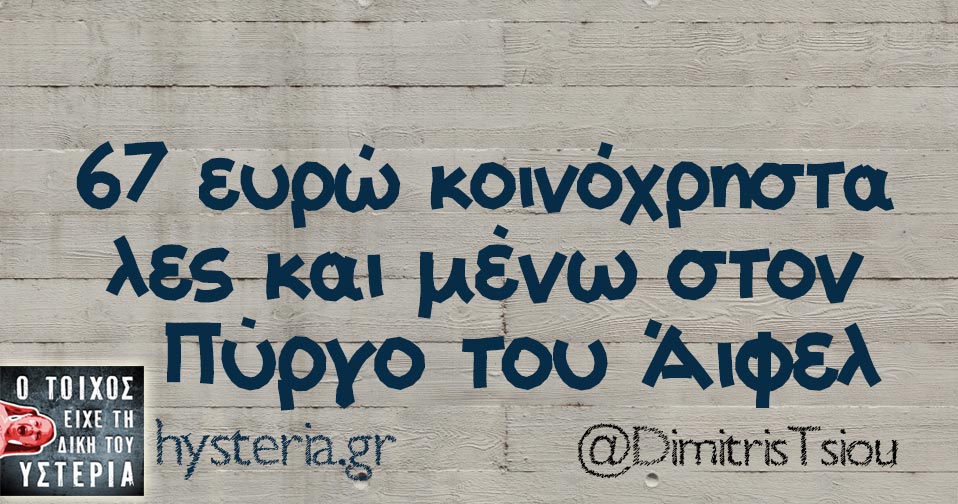 67 ευρώ κοινόχρηστα
λες και μένω στον
Πύργο του Άιφελ
Ο ΤΟΙΧΟΣ
ΕΙΧΕ ΤΗ
ΔΙΚΗ ΤΟΥ
ΥΣΤΕΡΙΑ
hysteria.gr
@DimitrisTsiou